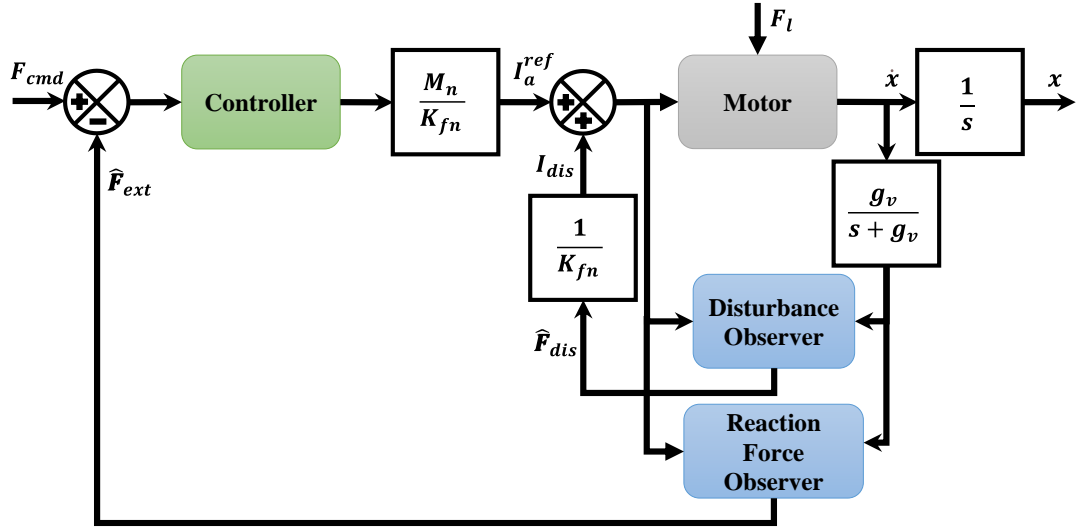 F_l
F_cmd
+
−
Controller
M_n
K_fn
I_a^ref
+
+
Motor
ẋ
1
s
x
F̂_ext
I_dis
1
K_fn
g_v
s + g_v
Disturbance
Observer
F̂_dis
Reaction
Force
Observer